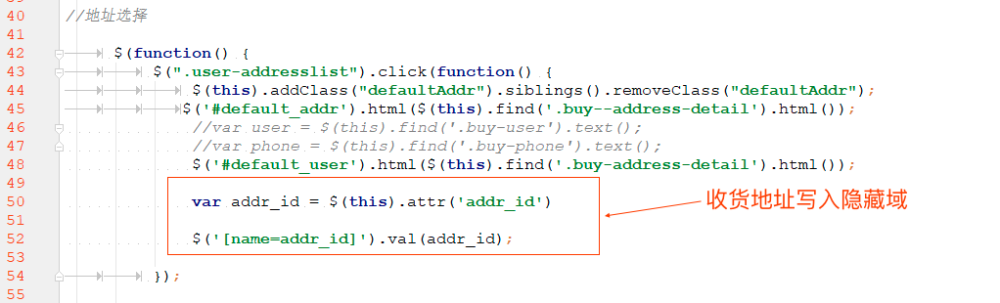 39
40 //地址选择
41
42 $(function() {
43 $(".user-addresslist").click(function() {
44 $(this).addClass("defaultAddr").siblings().removeClass("defaultAddr");
45 $('#default_addr').html($(this).find('.buy--address-detail').html());
46 //var user = $(this).find('.buy-user').text();
47 //var phone = $(this).find('.buy-phone').text();
48 $('#default_user').html($(this).find('.buy-address-detail').html());
49
50 var addr_id = $(this).attr('addr_id')
收货地址写入隐藏域
51
52 $('[name=addr_id]').val(addr_id);
53
54 });
55